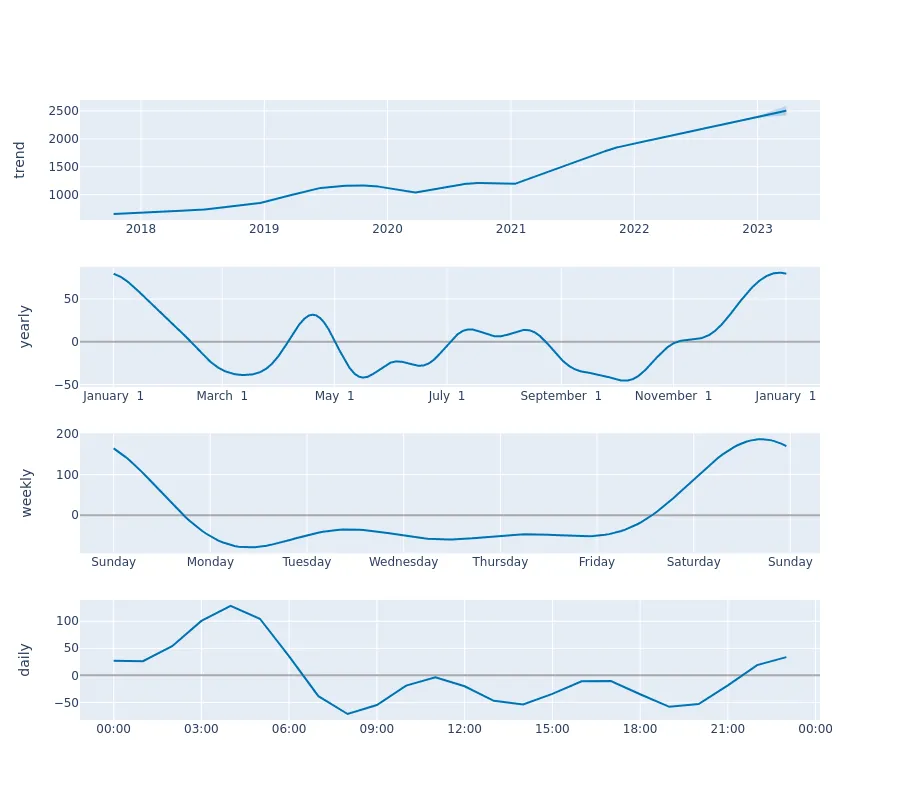 trend
2500
2000
1500
1000
2018 2019 2020 2021 2022 2023
yearly
50
0
−50
January 1 March 1 May 1 July 1 September 1 November 1 January 1
weekly
200
100
0
Sunday Monday Tuesday Wednesday Thursday Friday Saturday Sunday
daily
100
50
0
−50
00:00 03:00 06:00 09:00 12:00 15:00 18:00 21:00 00:00